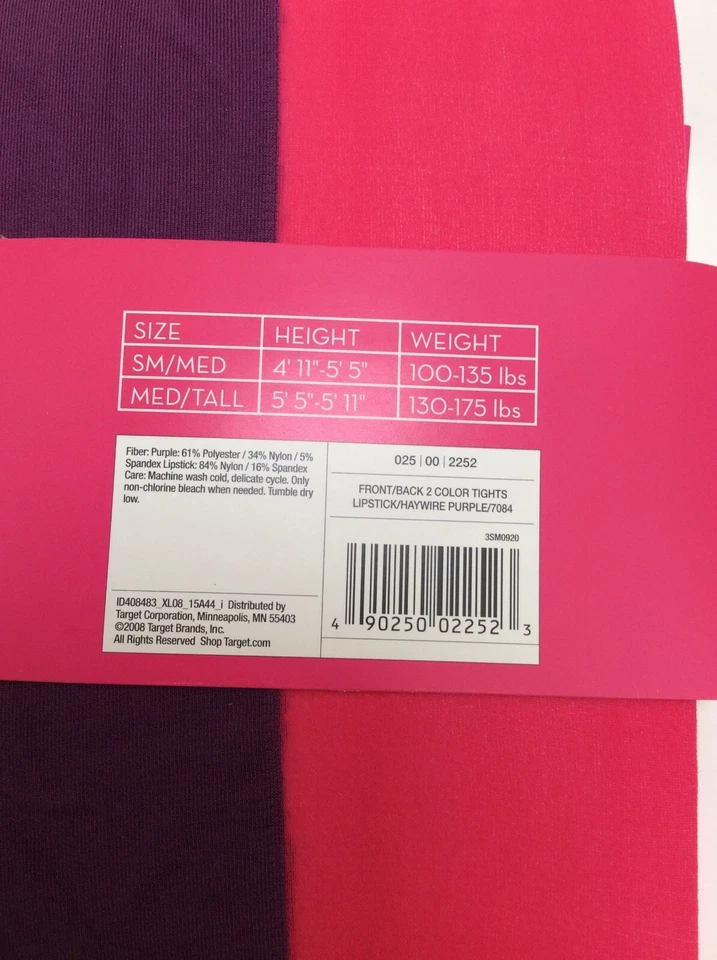 SIZE HEIGHT WEIGHT
SM/MED 4' 11"-5' 5" 100-135 lbs
MED/TALL 5' 5"-5' 11" 130-175 lbs
Fiber: Purple: 61% Polyester / 34% Nylon / 5%
Spandex Lipstick: 84% Nylon / 16% Spandex
Care: Machine wash cold, delicate cycle. Only
non-chlorine bleach when needed. Tumble dry
low.
ID408483_XL08_15A44_i Distributed by
Target Corporation, Minneapolis, MN 55403
©2008 Target Brands, Inc.
All Rights Reserved Shop Target.com
025 | 00 | 2252
FRONT/BACK 2 COLOR TIGHTS
LIPSTICK/HAYWIRE PURPLE/7084
3SM0920
4 90250 02252 3